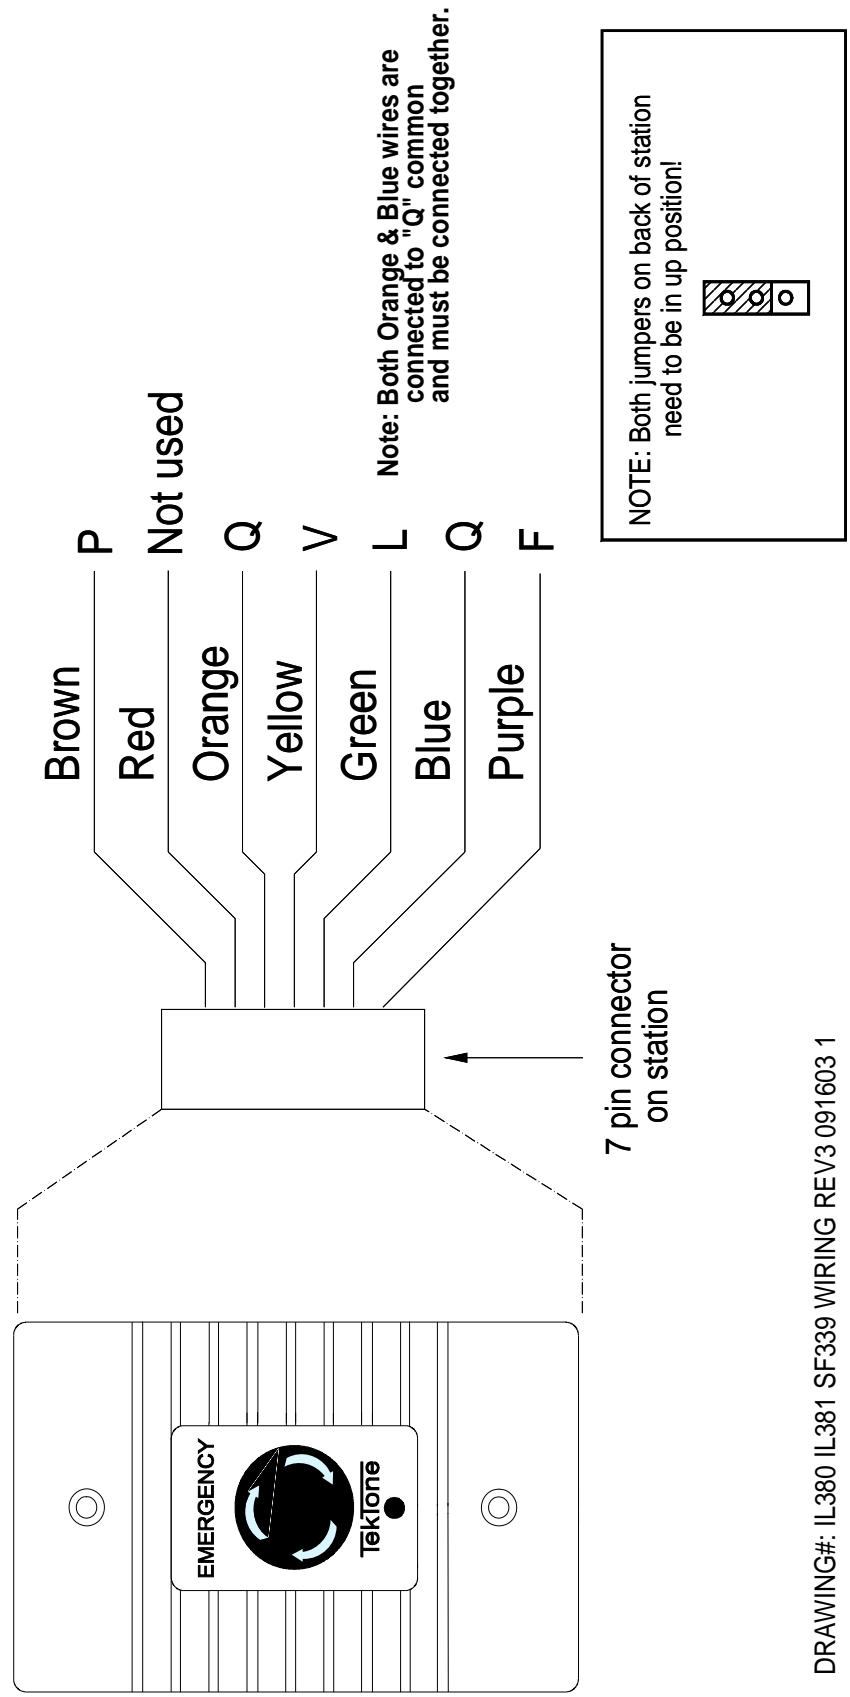 Brown
P
Red
Not used
Orange
Q
Yellow
V
Green
L
Blue
Q
Purple
F
Note: Both Orange & Blue wires are
connected to "Q" common
and must be connected together.
EMERGENCY
TekTone
7 pin connector
on station
NOTE: Both jumpers on back of station
need to be in up position!
DRAWING#: IL380 IL381 SF339 WIRING REV3 091603 1